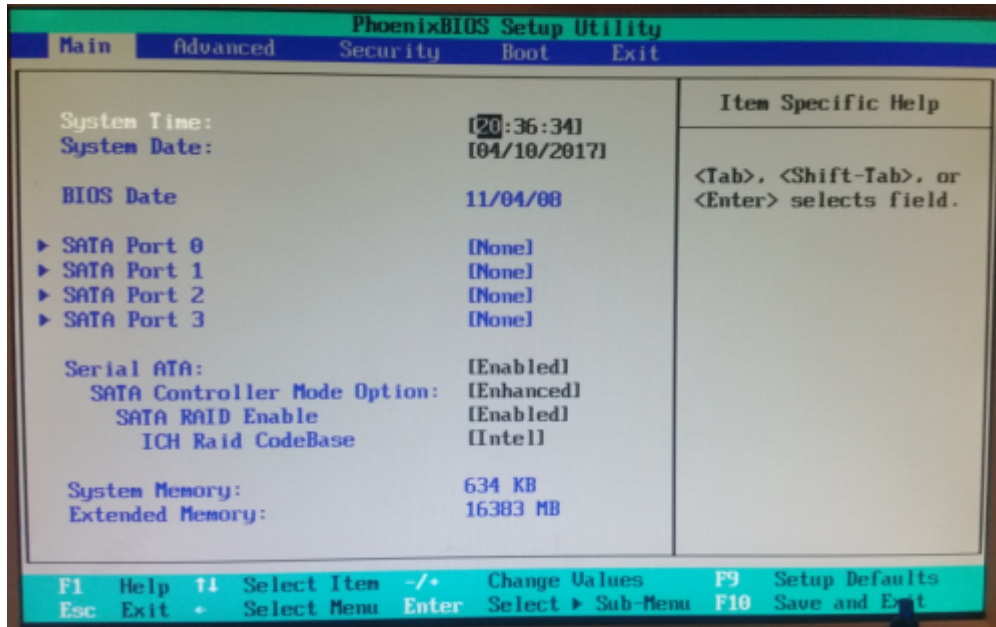 PhoenixBIOS Setup Utility
Main Advanced Security Boot Exit
Item Specific Help
System Time: [20:36:34]
System Date: [04/10/2017]
<Tab>, <Shift-Tab>, or
<Enter> selects field.
BIOS Date 11/04/08
▶ SATA Port 0 [None]
▶ SATA Port 1 [None]
▶ SATA Port 2 [None]
▶ SATA Port 3 [None]
Serial ATA: [Enabled]
SATA Controller Mode Option: [Enhanced]
SATA RAID Enable [Enabled]
ICH Raid CodeBase [Intel]
System Memory: 634 KB
Extended Memory: 16383 MB
F1 Help ↑↓ Select Item -/+ Change Values F9 Setup Defaults
Esc Exit ← Select Menu Enter Select ▶ Sub-Menu F10 Save and Exit